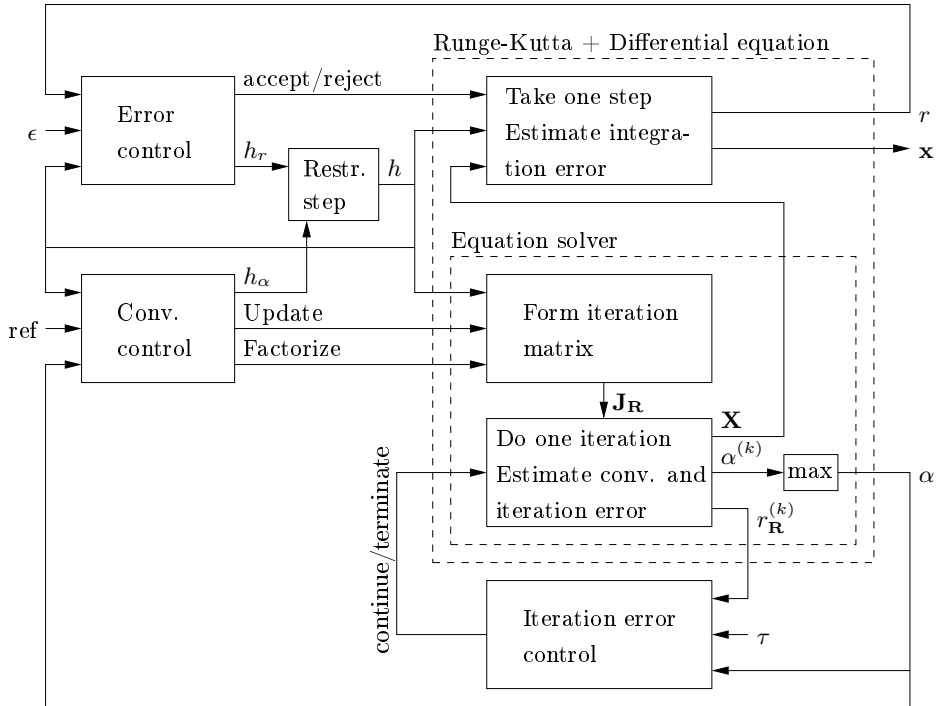 Runge-Kutta + Differential equation
accept/reject
Error
control
ϵ
h_r
Restr.
step
h
Take one step
Estimate integra-
tion error
r
x
Equation solver
h_α
Conv.
control
ref
Update
Factorize
Form iteration
matrix
J_R
X
Do one iteration
Estimate conv. and
iteration error
α^(k)
max
α
r_R^(k)
continue/terminate
Iteration error
control
τ